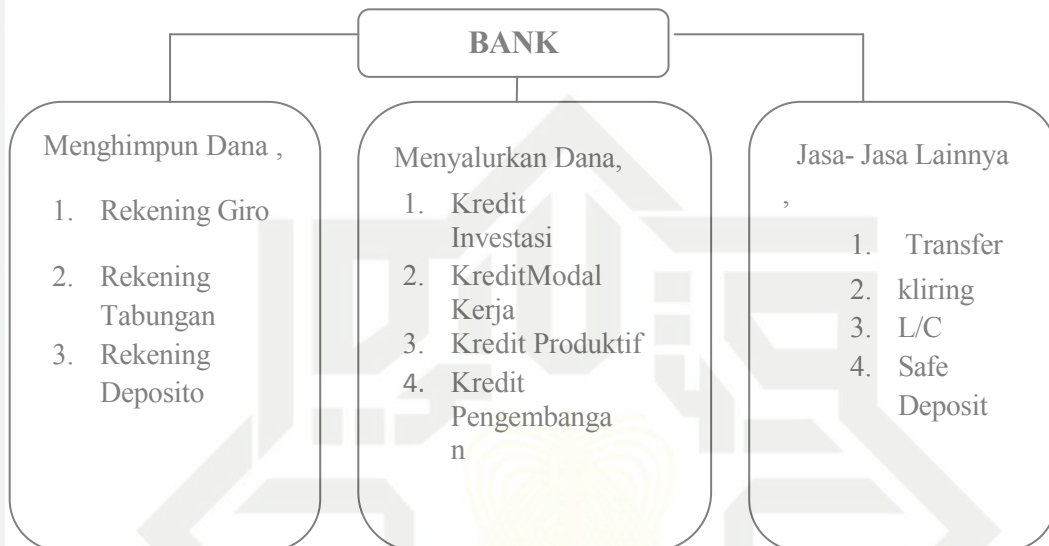 BANK
Menghimpun Dana ,
1. Rekening Giro
2. Rekening
Tabungan
3. Rekening
Deposito
Menyalurkan Dana,
1. Kredit
Investasi
2. KreditModal
Kerja
3. Kredit Produktif
4. Kredit
Pengembanga
n
Jasa- Jasa Lainnya
,
1. Transfer
2. kliring
3. L/C
4. Safe
Deposit